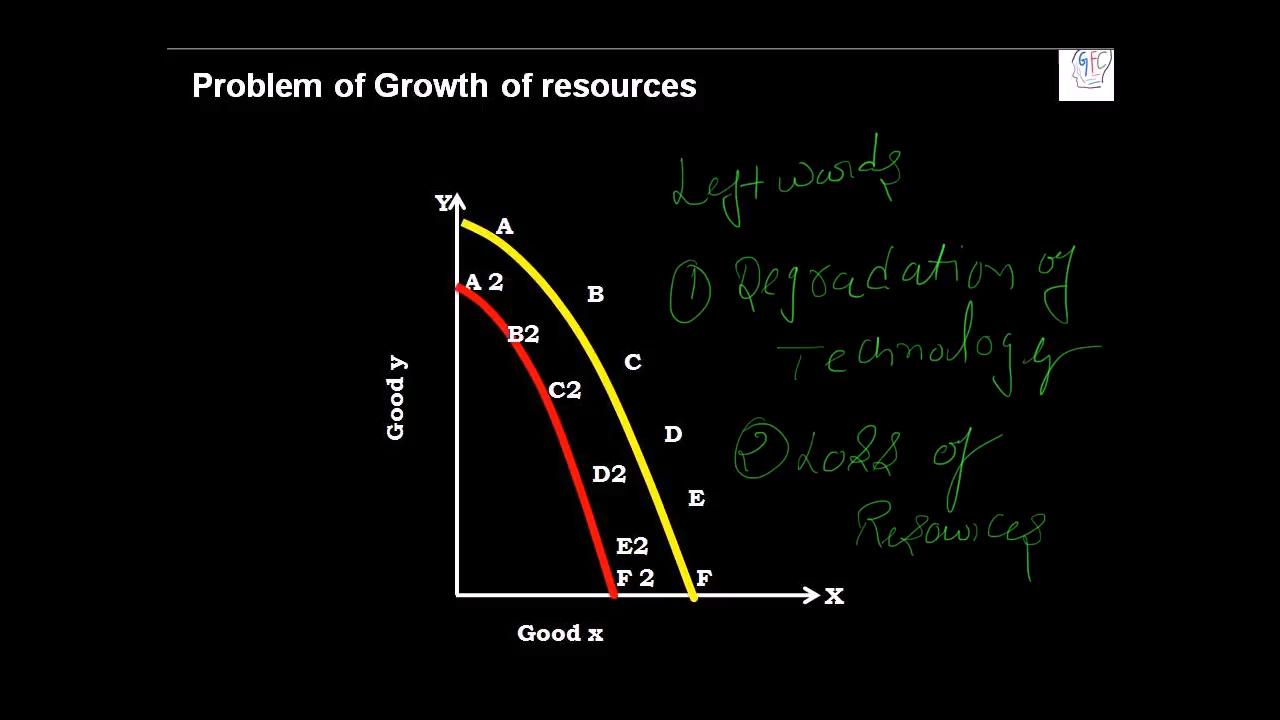 Problem of Growth of resources
GFC
Leftwards
Y
A
A 2
B
① Degradation of
B2
Technology
C
C2
Good y
D
② Loss of
D2
E
Resources
E2
F 2
F
X
Good x